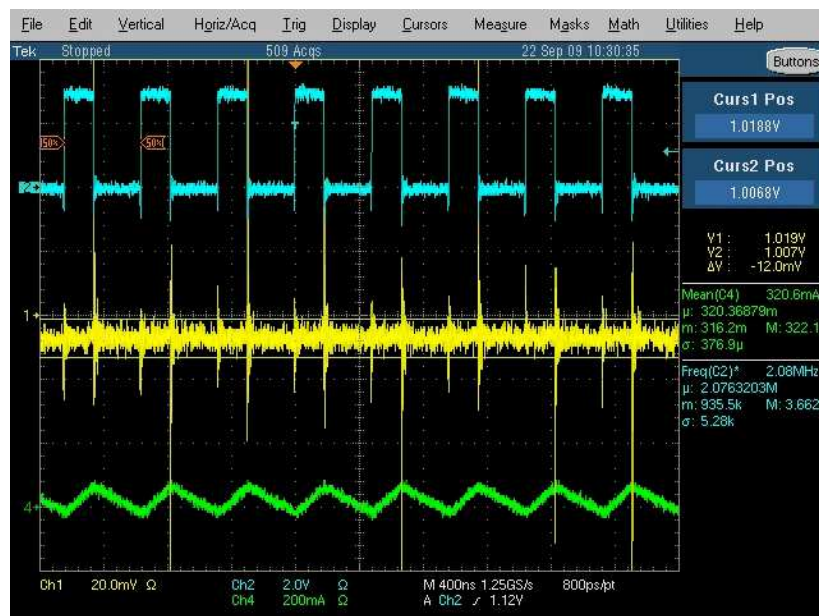 File Edit Vertical Horiz/Acq Trig Display Cursors Measure Masks Math Utilities Help
Tek Stopped 509 Acqs 22 Sep 09 10:30:35
Buttons
Curs1 Pos
1.0188V
Curs2 Pos
1.0068V
50%
50%
T
2
1
4
V1 : 1.019V
V2 : 1.007V
ΔV : -12.0mV
Mean(C4) 320.6mA
µ: 320.36879m
m: 316.2m M: 322.1
σ: 376.9µ
Freq(C2)* 2.08MHz
µ: 2.0763203M
m: 935.5k M: 3.662
σ: 5.28k
Ch1 20.0mV Ω Ch2 2.0V Ω M 400ns 1.25GS/s 800ps/pt
Ch4 200mA Ω A Ch2 1.12V